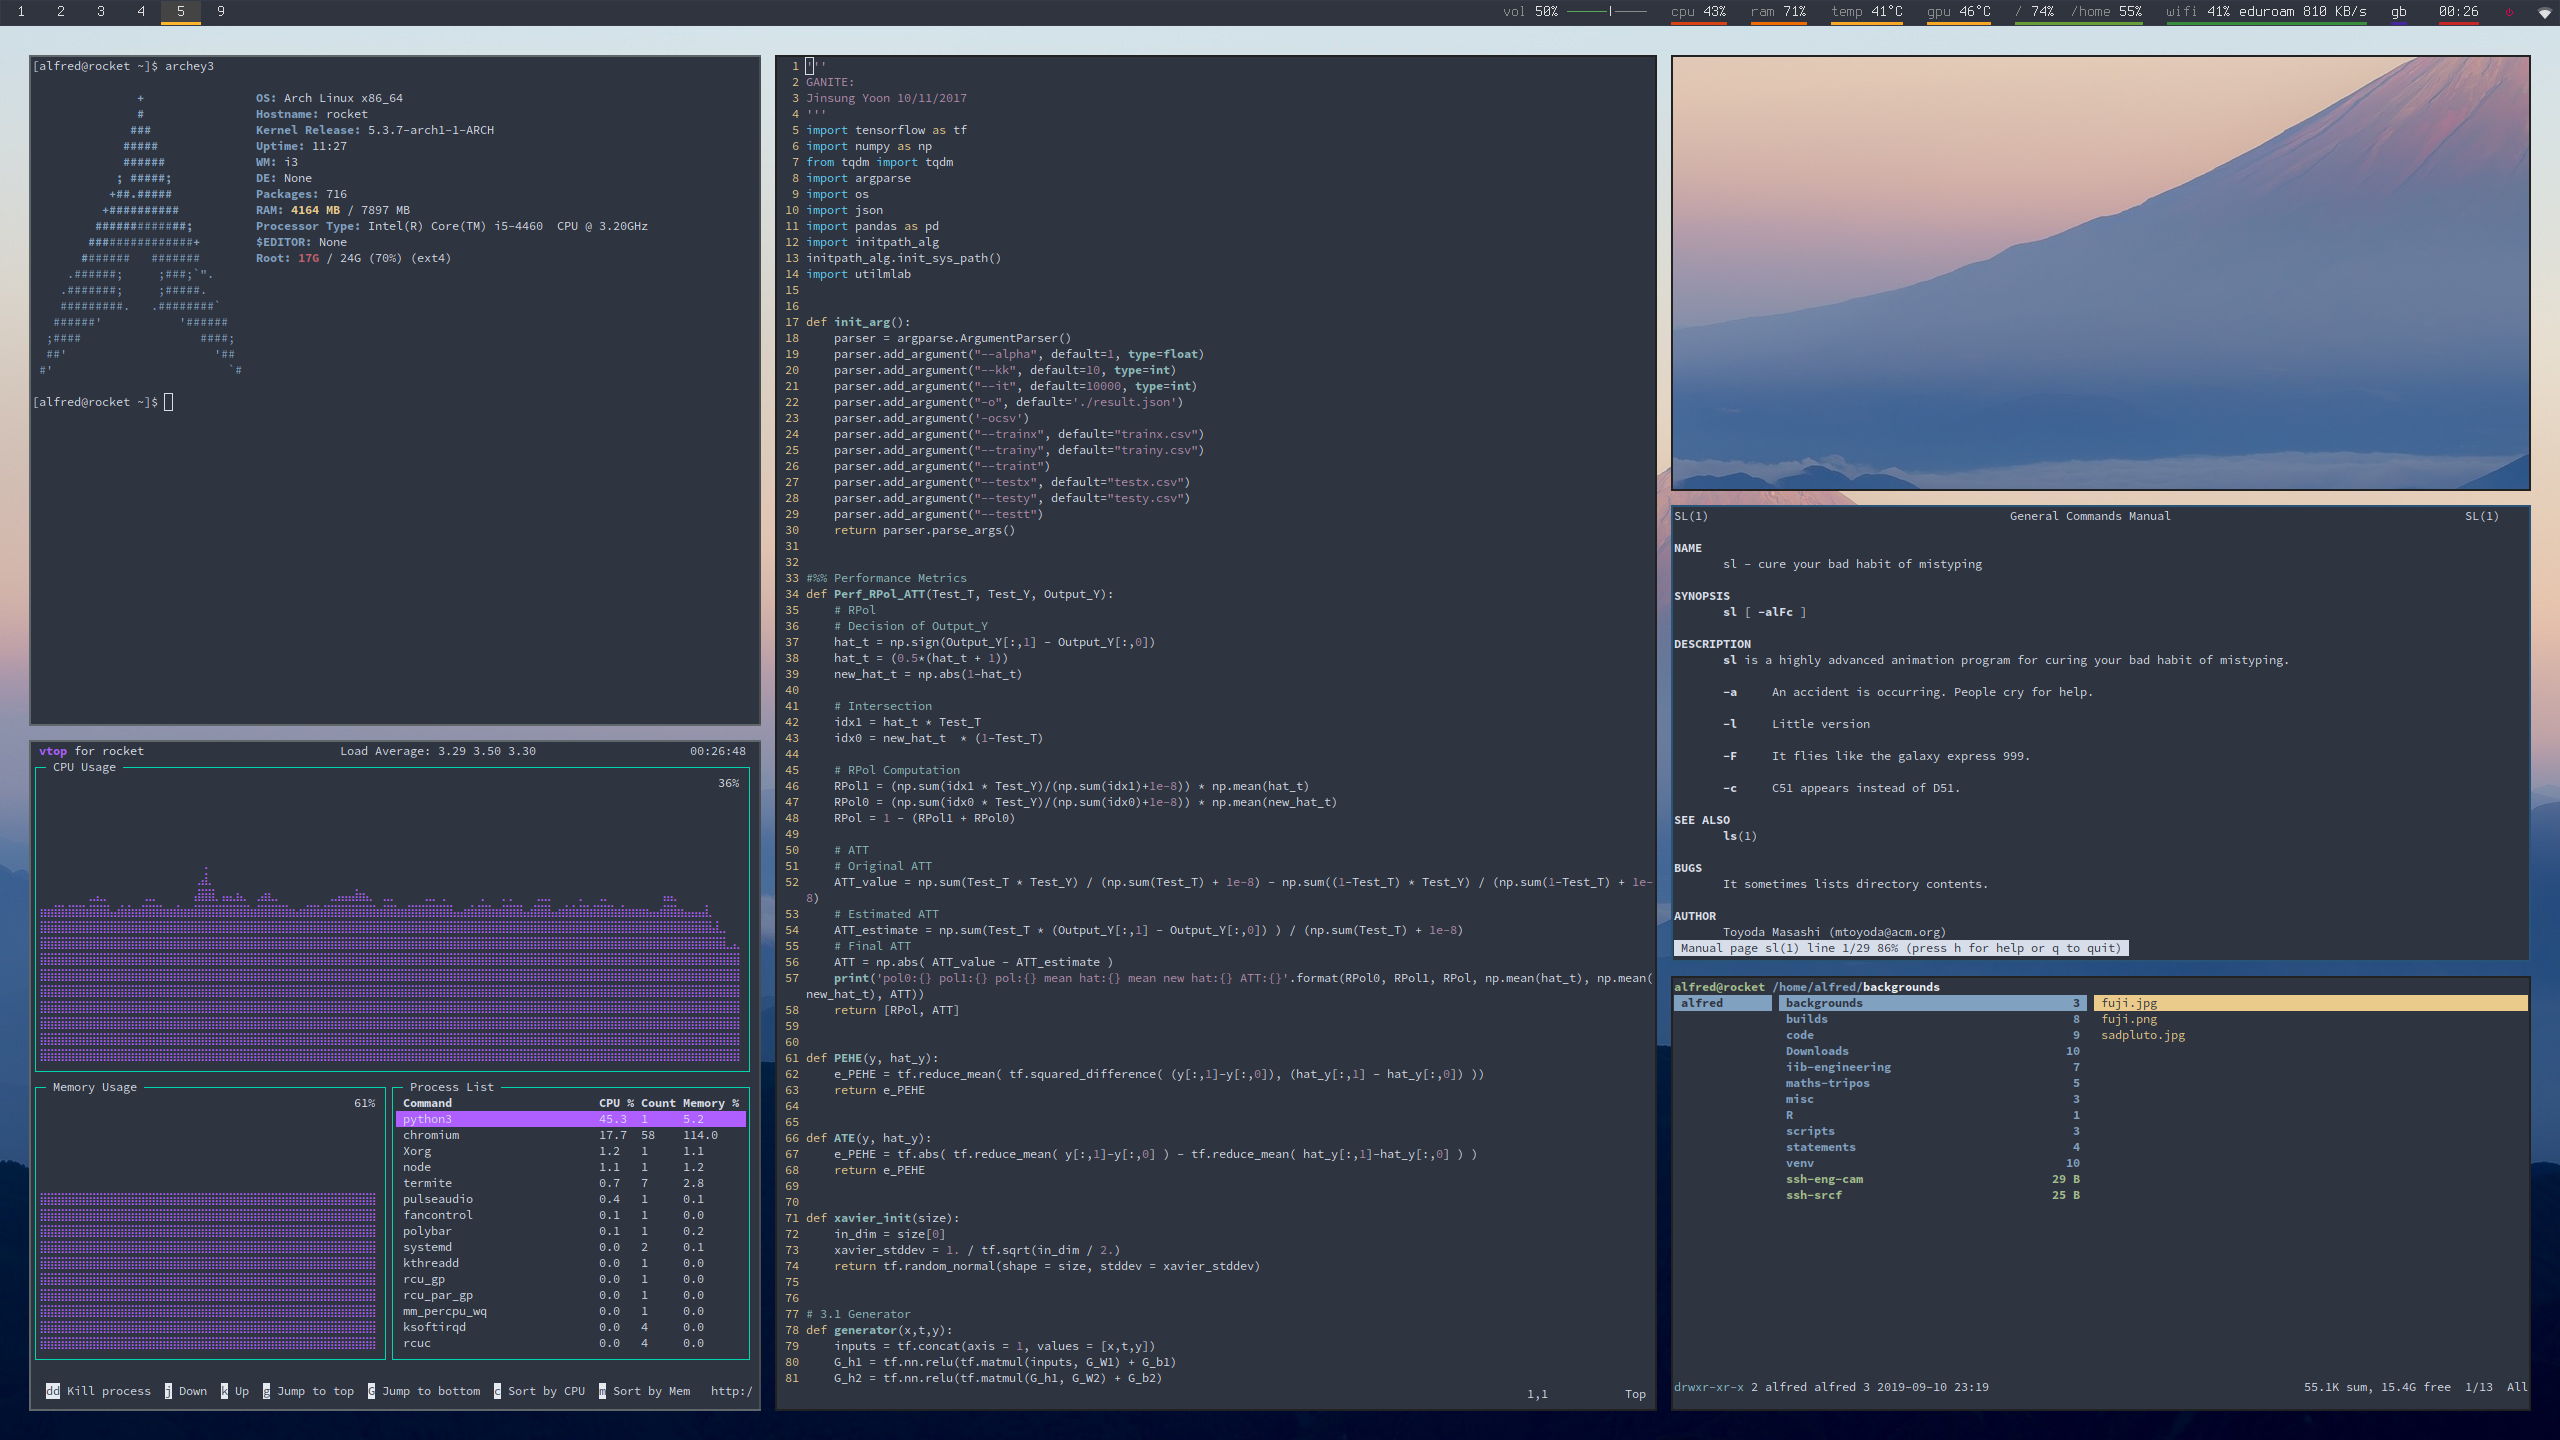 1 2 3 4 5 9 vol 50% cpu 43% ram 71% temp 41°C gpu 46°C / 74% /home 55% wifi 41% eduroam 810 KB/s gb 00:26
[alfred@rocket ~]$ archey3
+
#
###
#####
######
; #####;
+##.#####
+##########
#############;
###############+
####### #######
.######; ;###;`".
.#######; ;#####.
#########. .########`
######' '######
;#### ####;
##' '##
#' `#
OS: Arch Linux x86_64
Hostname: rocket
Kernel Release: 5.3.7-arch1-1-ARCH
Uptime: 11:27
WM: i3
DE: None
Packages: 716
RAM: 4164 MB / 7897 MB
Processor Type: Intel(R) Core(TM) i5-4460 CPU @ 3.20GHz
$EDITOR: None
Root: 17G / 24G (70%) (ext4)
[alfred@rocket ~]$
vtop for rocket Load Average: 3.29 3.50 3.30 00:26:48
CPU Usage
36%
Memory Usage
61%
Process List
Command CPU % Count Memory %
python3 45.3 1 5.2
chromium 17.7 58 114.0
Xorg 1.2 1 1.1
node 1.1 1 1.2
termite 0.7 7 2.8
pulseaudio 0.4 1 0.1
fancontrol 0.1 1 0.0
polybar 0.1 1 0.2
systemd 0.0 2 0.1
kthreadd 0.0 1 0.0
rcu_gp 0.0 1 0.0
rcu_par_gp 0.0 1 0.0
mm_percpu_wq 0.0 1 0.0
ksoftirqd 0.0 4 0.0
rcuc 0.0 4 0.0
dd Kill process j Down k Up g Jump to top G Jump to bottom c Sort by CPU m Sort by Mem http:/
1 '''
2 GANITE:
3 Jinsung Yoon 10/11/2017
4 '''
5 import tensorflow as tf
6 import numpy as np
7 from tqdm import tqdm
8 import argparse
9 import os
10 import json
11 import pandas as pd
12 import initpath_alg
13 initpath_alg.init_sys_path()
14 import utilmlab
15
16
17 def init_arg():
18     parser = argparse.ArgumentParser()
19     parser.add_argument("--alpha", default=1, type=float)
20     parser.add_argument("--kk", default=10, type=int)
21     parser.add_argument("--it", default=10000, type=int)
22     parser.add_argument("-o", default='./result.json')
23     parser.add_argument('-ocsv')
24     parser.add_argument("--trainx", default="trainx.csv")
25     parser.add_argument("--trainy", default="trainy.csv")
26     parser.add_argument("--traint")
27     parser.add_argument("--testx", default="testx.csv")
28     parser.add_argument("--testy", default="testy.csv")
29     parser.add_argument("--testt")
30     return parser.parse_args()
31
32
33 #%% Performance Metrics
34 def Perf_RPol_ATT(Test_T, Test_Y, Output_Y):
35     # RPol
36     # Decision of Output_Y
37     hat_t = np.sign(Output_Y[:,1] - Output_Y[:,0])
38     hat_t = (0.5*(hat_t + 1))
39     new_hat_t = np.abs(1-hat_t)
40
41     # Intersection
42     idx1 = hat_t * Test_T
43     idx0 = new_hat_t  * (1-Test_T)
44
45     # RPol Computation
46     RPol1 = (np.sum(idx1 * Test_Y)/(np.sum(idx1)+1e-8)) * np.mean(hat_t)
47     RPol0 = (np.sum(idx0 * Test_Y)/(np.sum(idx0)+1e-8)) * np.mean(new_hat_t)
48     RPol = 1 - (RPol1 + RPol0)
49
50     # ATT
51     # Original ATT
52     ATT_value = np.sum(Test_T * Test_Y) / (np.sum(Test_T) + 1e-8) - np.sum((1-Test_T) * Test_Y) / (np.sum(1-Test_T) + 1e-
8)
53     # Estimated ATT
54     ATT_estimate = np.sum(Test_T * (Output_Y[:,1] - Output_Y[:,0]) ) / (np.sum(Test_T) + 1e-8)
55     # Final ATT
56     ATT = np.abs( ATT_value - ATT_estimate )
57     print('pol0:{} pol1:{} pol:{} mean hat:{} mean new hat:{} ATT:{}'.format(RPol0, RPol1, RPol, np.mean(hat_t), np.mean(
new_hat_t), ATT))
58     return [RPol, ATT]
59
60
61 def PEHE(y, hat_y):
62     e_PEHE = tf.reduce_mean( tf.squared_difference( (y[:,1]-y[:,0]), (hat_y[:,1] - hat_y[:,0]) ))
63     return e_PEHE
64
65
66 def ATE(y, hat_y):
67     e_PEHE = tf.abs( tf.reduce_mean( y[:,1]-y[:,0] ) - tf.reduce_mean( hat_y[:,1]-hat_y[:,0] ) )
68     return e_PEHE
69
70
71 def xavier_init(size):
72     in_dim = size[0]
73     xavier_stddev = 1. / tf.sqrt(in_dim / 2.)
74     return tf.random_normal(shape = size, stddev = xavier_stddev)
75
76
77 # 3.1 Generator
78 def generator(x,t,y):
79     inputs = tf.concat(axis = 1, values = [x,t,y])
80     G_h1 = tf.nn.relu(tf.matmul(inputs, G_W1) + G_b1)
81     G_h2 = tf.nn.relu(tf.matmul(G_h1, G_W2) + G_b2)
1,1 Top
SL(1) General Commands Manual SL(1)
NAME
sl - cure your bad habit of mistyping
SYNOPSIS
sl [ -alFc ]
DESCRIPTION
sl is a highly advanced animation program for curing your bad habit of mistyping.
-a An accident is occurring. People cry for help.
-l Little version
-F It flies like the galaxy express 999.
-c C51 appears instead of D51.
SEE ALSO
ls(1)
BUGS
It sometimes lists directory contents.
AUTHOR
Toyoda Masashi (mtoyoda@acm.org)
Manual page sl(1) line 1/29 86% (press h for help or q to quit)
alfred@rocket /home/alfred/backgrounds
alfred backgrounds 3 fuji.jpg
builds 8 fuji.png
code 9 sadpluto.jpg
Downloads 10
iib-engineering 7
maths-tripos 5
misc 3
R 1
scripts 3
statements 4
venv 10
ssh-eng-cam 29 B
ssh-srcf 25 B
drwxr-xr-x 2 alfred alfred 3 2019-09-10 23:19 55.1K sum, 15.4G free 1/13 All